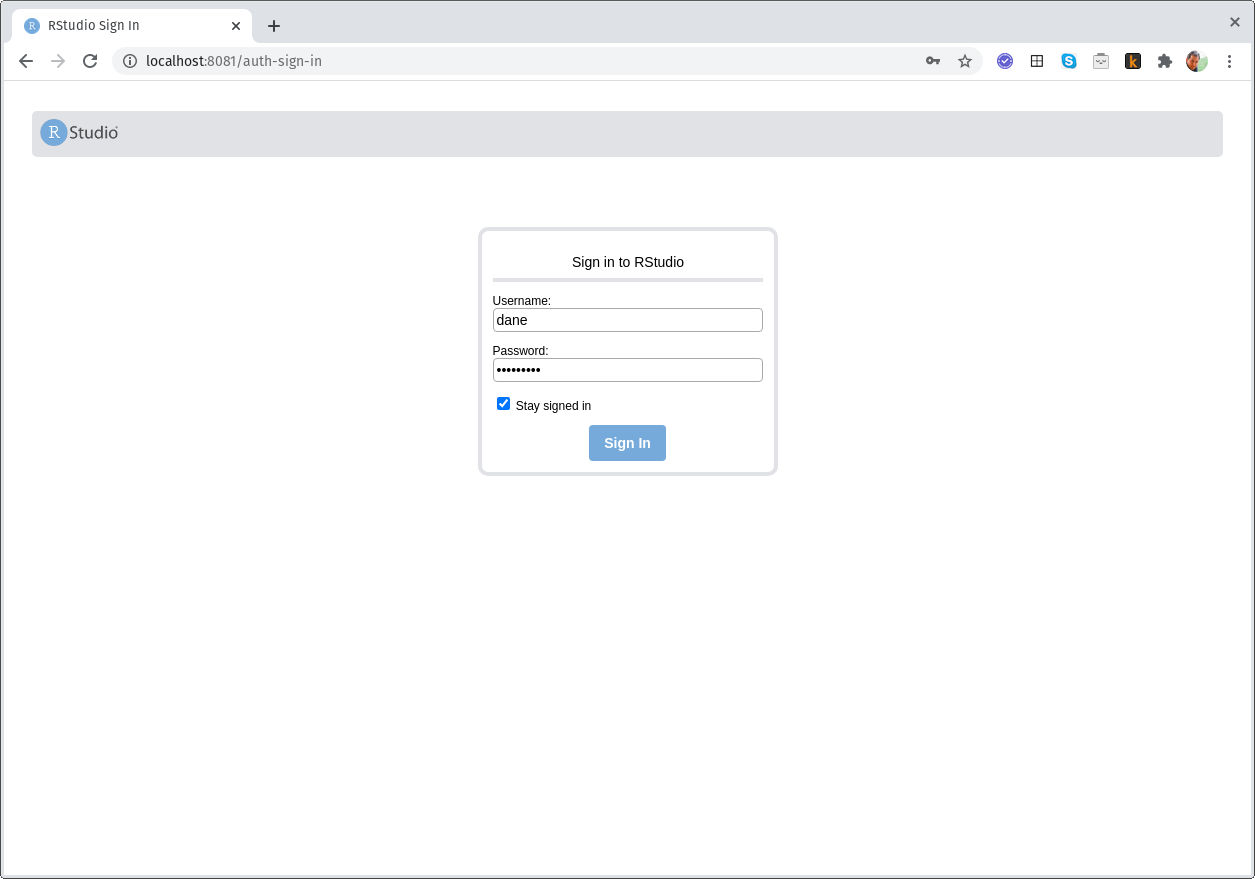 RStudio Sign In
localhost:8081/auth-sign-in
R Studio
Sign in to RStudio
Username:
dane
Password:
•••••••••
Stay signed in
Sign In